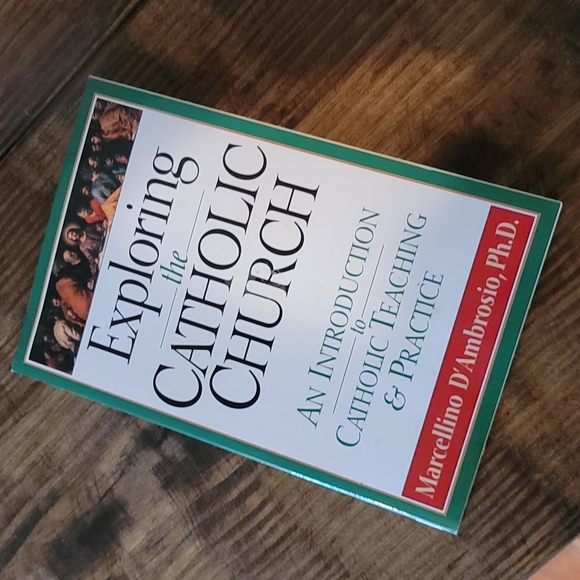 Exploring
the
CATHOLIC
CHURCH
AN INTRODUCTION
to
CATHOLIC TEACHING
& PRACTICE
Marcellino D'Ambrosio, Ph.D.